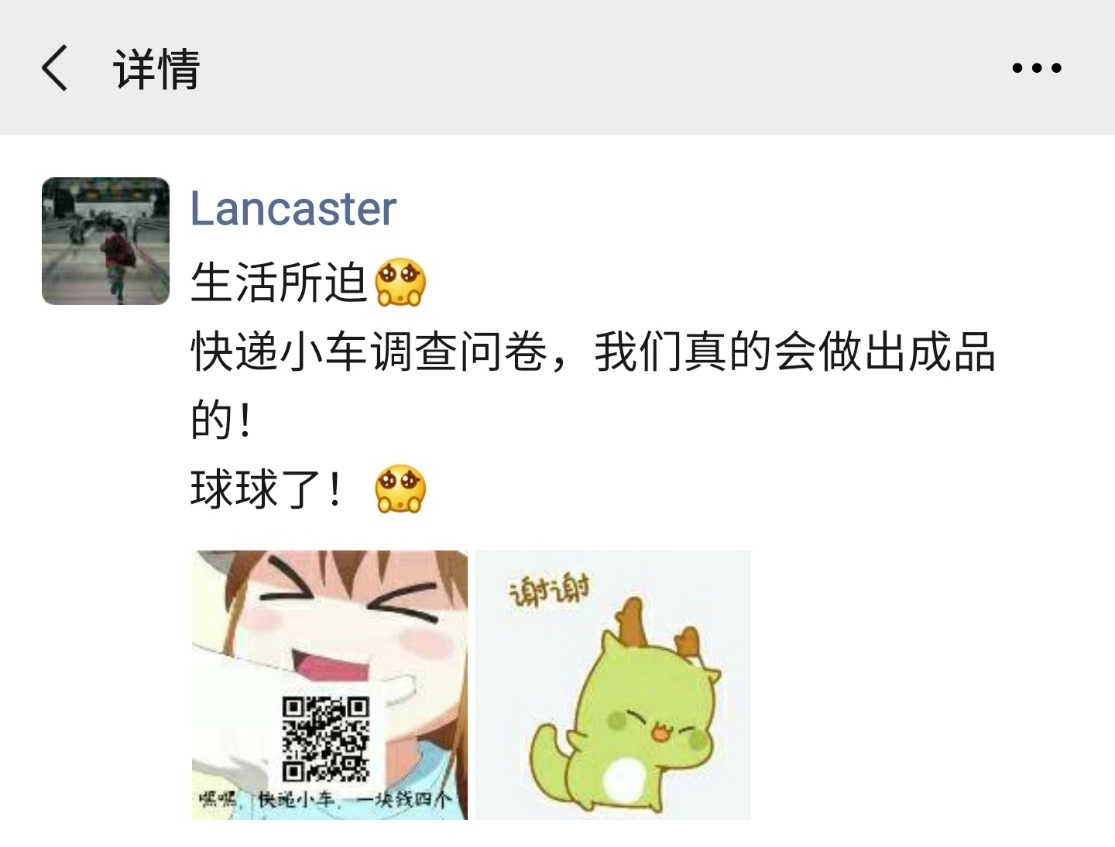 详情
Lancaster
生活所迫🥺
快递小车调查问卷，我们真的会做出成品
的！
球球了！🥺
谢谢
嘿嘿，快递小车，一块钱四个